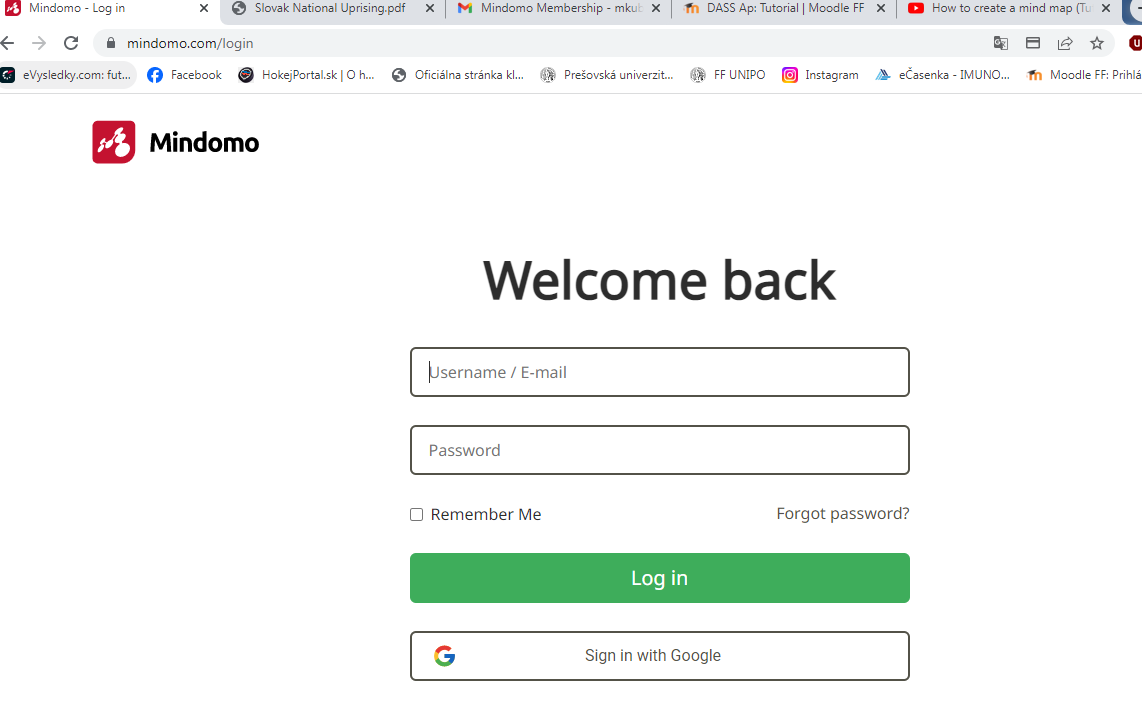 Mindomo - Log in
Slovak National Uprising.pdf
Mindomo Membership - mkub
DASS Ap: Tutorial | Moodle FF
How to create a mind map (Tu
mindomo.com/login
eVysledky.com: fut...
Facebook
HokejPortal.sk | O h...
Oficiálna stránka kl...
Prešovská univerzit...
FF UNIPO
Instagram
eČasenka - IMUNO...
Moodle FF: Prihlá
Mindomo
Welcome back
Username / E-mail
Password
Remember Me
Forgot password?
Log in
Sign in with Google